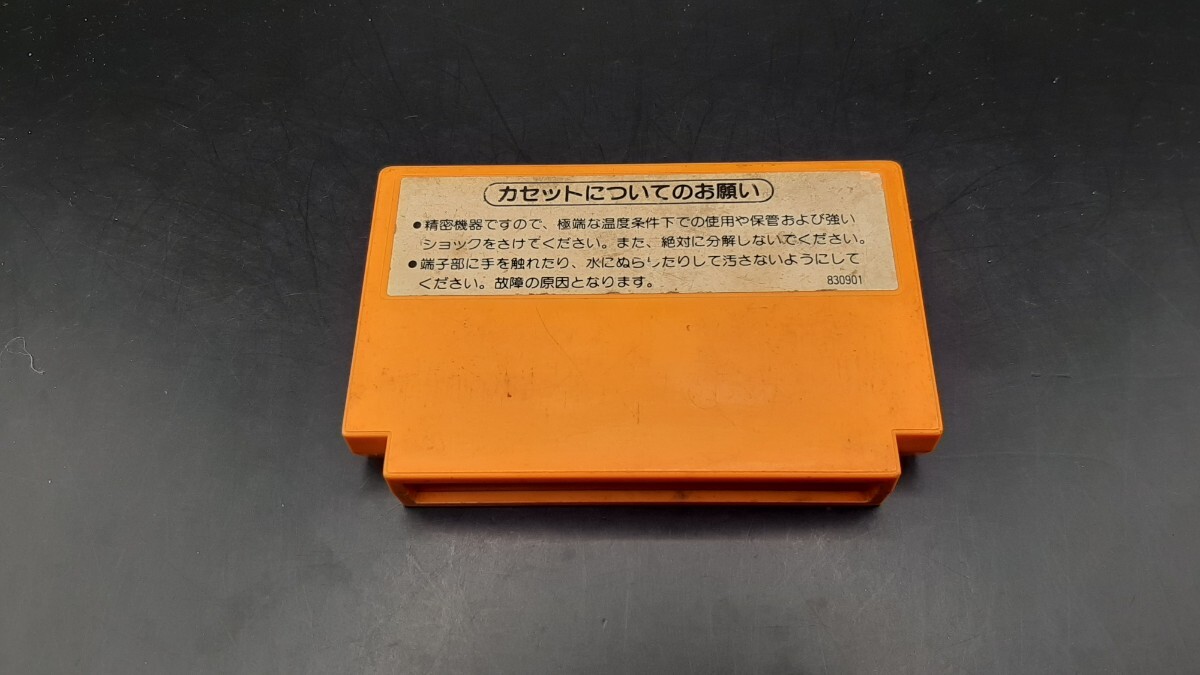 カセットについてのお願い
●精密機器ですので、極端な温度条件下での使用や保管および強い
ショックをさけてください。また、絶対に分解しないでください。
●端子部に手を触れたり、水にぬらしたりして汚さないようにして
ください。故障の原因となります。 830901